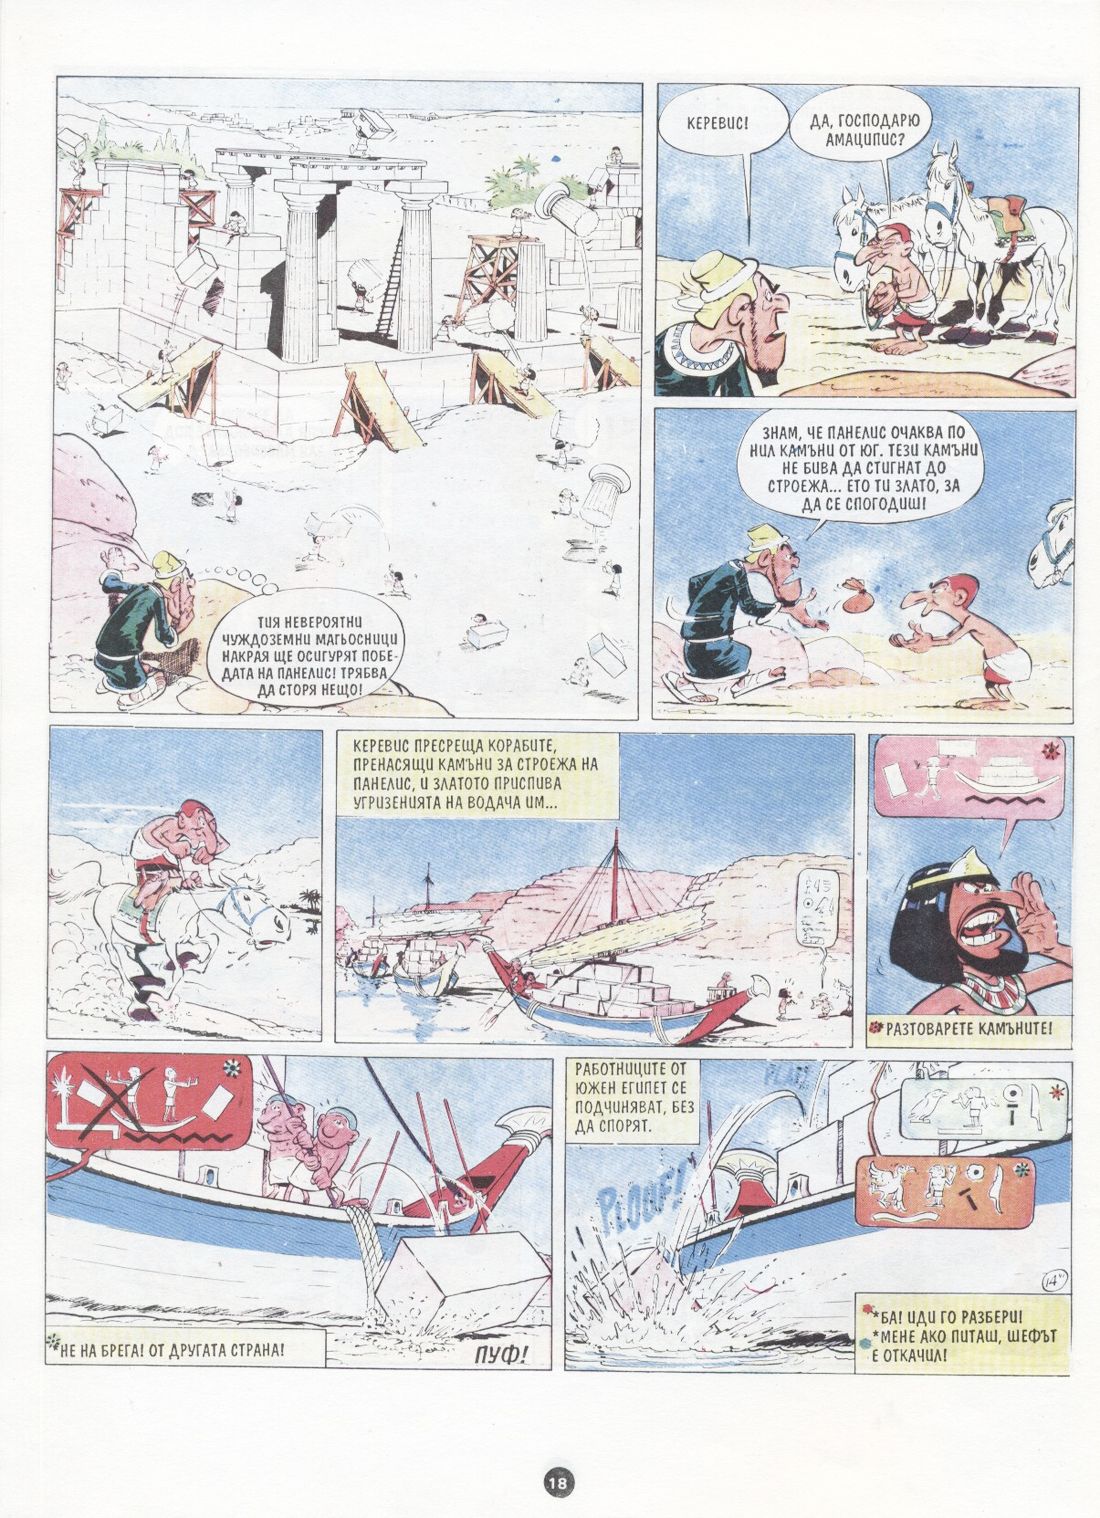 ТИЯ НЕВЕРОЯТНИ
ЧУЖДОЗЕМНИ МАГЬОСНИЦИ
НАКРАЯ ЩЕ ОСИГУРЯТ ПОБЕ-
ДАТА НА ПАНЕЛИС! ТРЯБВА
ДА СТОРЯ НЕЩО!
КЕРЕВИС!
ДА, ГОСПОДАРЮ
АМАЦИПИС?
ЗНАМ, ЧЕ ПАНЕЛИС ОЧАКВА ПО
НИЛ КАМЪНИ ОТ ЮГ. ТЕЗИ КАМЪНИ
НЕ БИВА ДА СТИГНАТ ДО
СТРОЕЖА... ЕТО ТИ ЗЛАТО, ЗА
ДА СЕ СПОГОДИШ!
КЕРЕВИС ПРЕСРЕЩА КОРАБИТЕ,
ПРЕНАСЯЩИ КАМЪНИ ЗА СТРОЕЖА НА
ПАНЕЛИС, И ЗЛАТОТО ПРИСПИВА
УГРИЗЕНИЯТА НА ВОДАЧА ИМ...
*РАЗТОВАРЕТЕ КАМЪНИТЕ!
*НЕ НА БРЕГА! ОТ ДРУГАТА СТРАНА!
ПУФ!
РАБОТНИЦИТЕ ОТ
ЮЖЕН ЕГИПЕТ СЕ
ПОДЧИНЯВАТ, БЕЗ
ДА СПОРЯТ.
PLOUF!
*БА! ИДИ ГО РАЗБЕРИ!
*МЕНЕ АКО ПИТАШ, ШЕФЪТ
Е ОТКАЧИЛ!
18